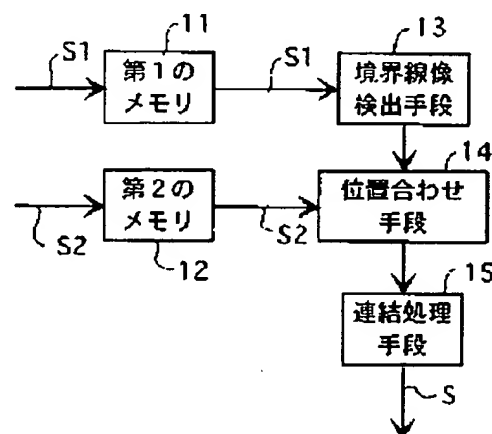 11
13
S1
第1の
メモリ
S1
境界線像
検出手段
14
第2の
メモリ
位置合わせ
手段
S2
12
S2
15
連結処理
手段
S